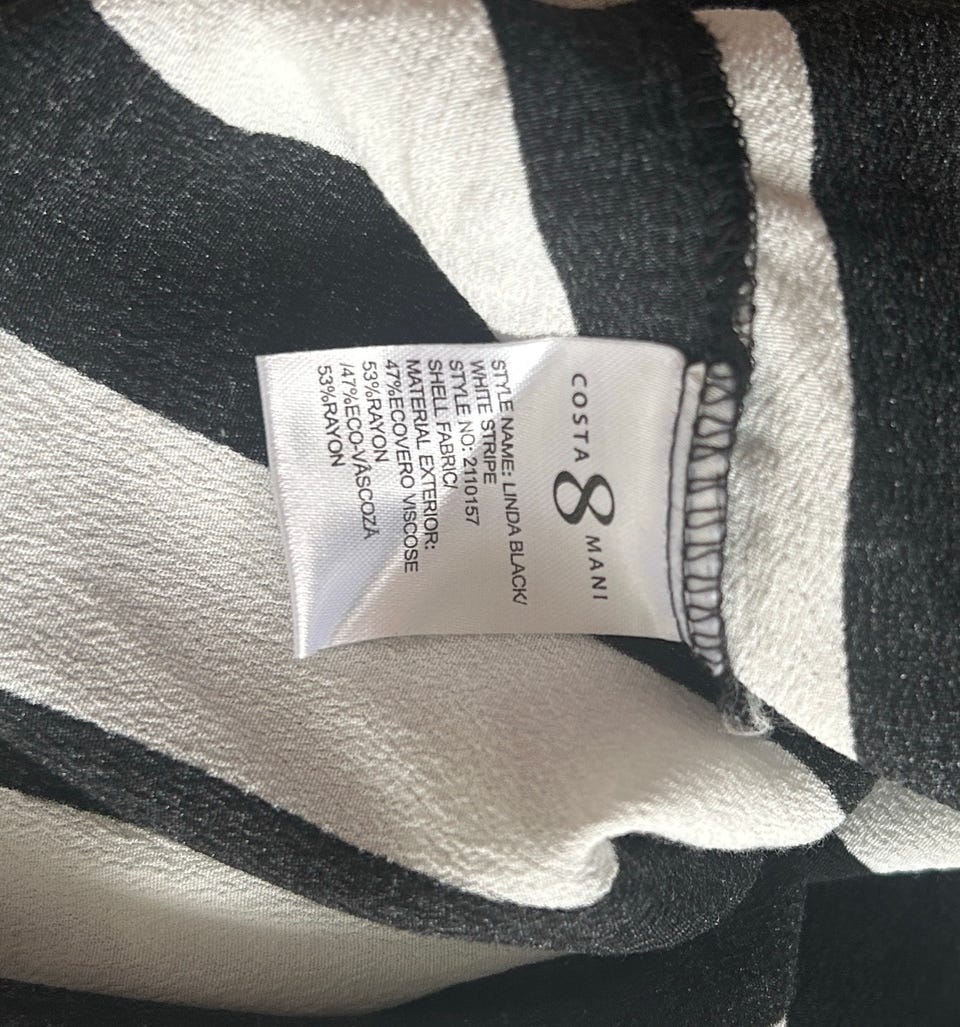 COSTA 8 MANI
STYLE NAME: LINDA BLACK/
WHITE STRIPE
STYLE NO: 2110157
SHELL FABRIC/
MATERIAL EXTERIOR:
47%ECOVERO VISCOSE
53%RAYON
/47%ECO-VÂSCOZÀ
53%RAYON